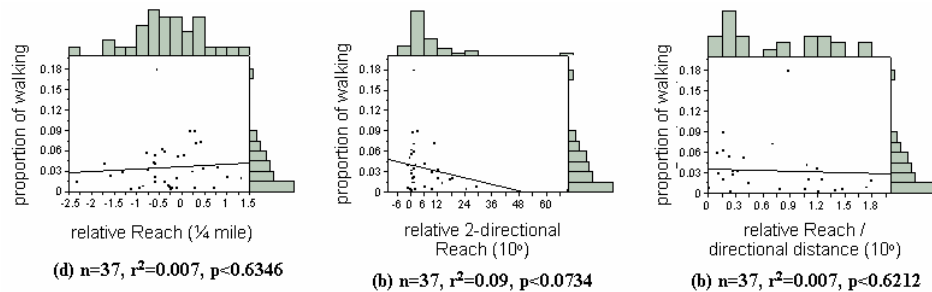 proportion of walking
0.18
0.15
0.12
0.09
0.06
0.03
0
-2.5 -2 -1.5 -1 -.5 0 0.5 1 1.5
relative Reach (¼ mile)
(d) n=37, r²=0.007, p<0.6346
proportion of walking
0.18
0.15
0.12
0.09
0.06
0.03
0
-6 0 6 12 24 36 48 60
relative 2-directional
Reach (10º)
(b) n=37, r²=0.09, p<0.0734
proportion of walking
0.18
0.15
0.12
0.09
0.06
0.03
0
0 0.3 0.6 0.9 1.2 1.5 1.8
relative Reach /
directional distance (10º)
(b) n=37, r²=0.007, p<0.6212